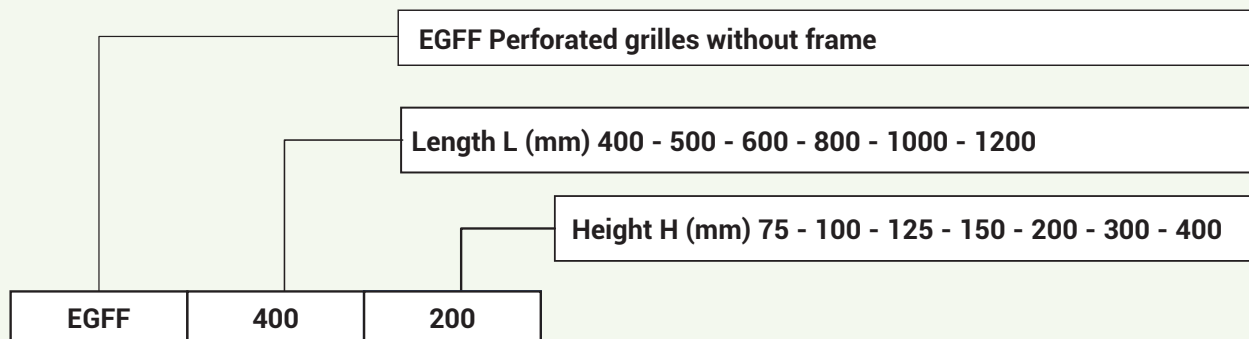 EGFF Perforated grilles without frame
Length L (mm) 400 - 500 - 600 - 800 - 1000 - 1200
Height H (mm) 75 - 100 - 125 - 150 - 200 - 300 - 400
EGFF 400 200